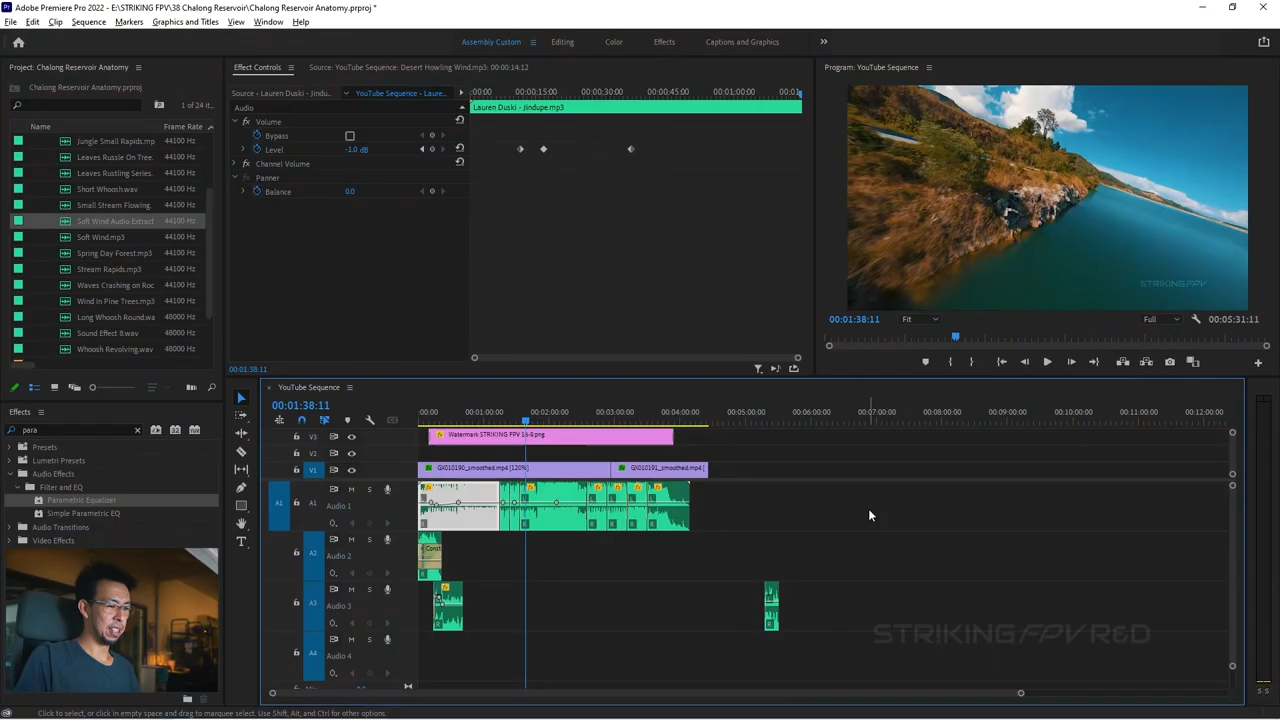 Adobe Premiere Pro 2022 - E:\STRIKING FPV\38 Chalong Reservoir\Chalong Reservoir Anatomy.prproj *
File Edit Clip Sequence Markers Graphics and Titles View Window Help
Assembly Custom Editing Color Effects Captions and Graphics
Project: Chalong Reservoir Anatomy
Chalong Reservoir Anatomy.prproj
1 of 24 it...
Name Frame Rate
Jungle Small Rapids.mp 44100 Hz
Leaves Russle On Tree. 44100 Hz
Leaves Rustling Series. 44100 Hz
Short Whoosh.wav 44100 Hz
Small Stream Flowing. 44100 Hz
Soft Wind Audio Extract 44100 Hz
Soft Wind.mp3 44100 Hz
Spring Day Forest.mp3 44100 Hz
Stream Rapids.mp3 44100 Hz
Waves Crashing on Roc 44100 Hz
Wind In Pine Trees.mp3 44100 Hz
Long Whoosh Round.wa 48000 Hz
Sound Effect 8.wav 48000 Hz
Whoosh Revolving.wav 48000 Hz
Effect Controls Source: YouTube Sequence: Desert Howling Wind.mp3: 00:00:14:12
Source • Lauren Duski - Jindu... YouTube Sequence • Laure...
:00:00 00:00:15:00 00:00:30:00 00:00:45:00 00:01:00:00 00:01
Audio
Lauren Duski - Jindupe.mp3
fx Volume
Bypass
Level -1.0 dB
fx Channel Volume
Panner
Balance 0.0
00:01:38:11
Program: YouTube Sequence
STRIKINGFPV
00:01:38:11 Fit Full 00:05:31:11
Effects
para
Presets
Lumetri Presets
Audio Effects
Filter and EQ
Parametric Equalizer
Simple Parametric EQ
Audio Transitions
Video Effects
YouTube Sequence
00:01:38:11
:00:00 00:01:00:00 00:02:00:00 00:03:00:00 00:04:00:00 00:05:00:00 00:06:00:00 00:07:00:00 00:08:00:00 00:09:00:00 00:10:00:00 00:11:00:00 00:12:00:00
V3 Watermark STRIKING FPV 16-9.png
V2
V1 GX010190_smoothed.mp4 [120%] GX010191_smoothed.mp4 [
A1 A1 M S
Audio 1
A2 M S
Audio 2 Const
A3 M S
Audio 3
A4 M S
Audio 4
STRIKINGFPV R&D
S S
Click to select, or click in empty space and drag to marquee select. Use Shift, Alt, and Ctrl for other options.